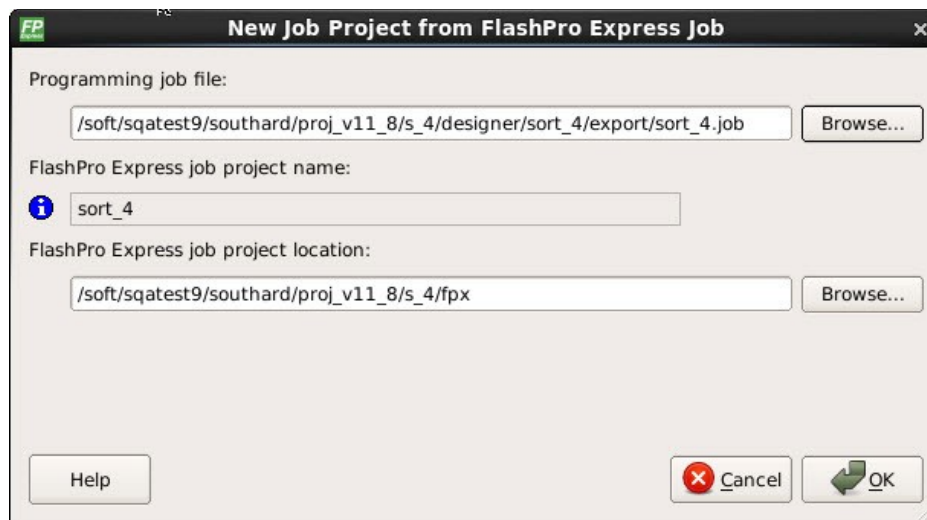 FP
Express
New Job Project from FlashPro Express Job
Programming job file:
/soft/sqatest9/southard/proj_v11_8/s_4/designer/sort_4/export/sort_4.job
Browse...
FlashPro Express job project name:
sort_4
FlashPro Express job project location:
/soft/sqatest9/southard/proj_v11_8/s_4/fpx
Browse...
Help
Cancel
OK